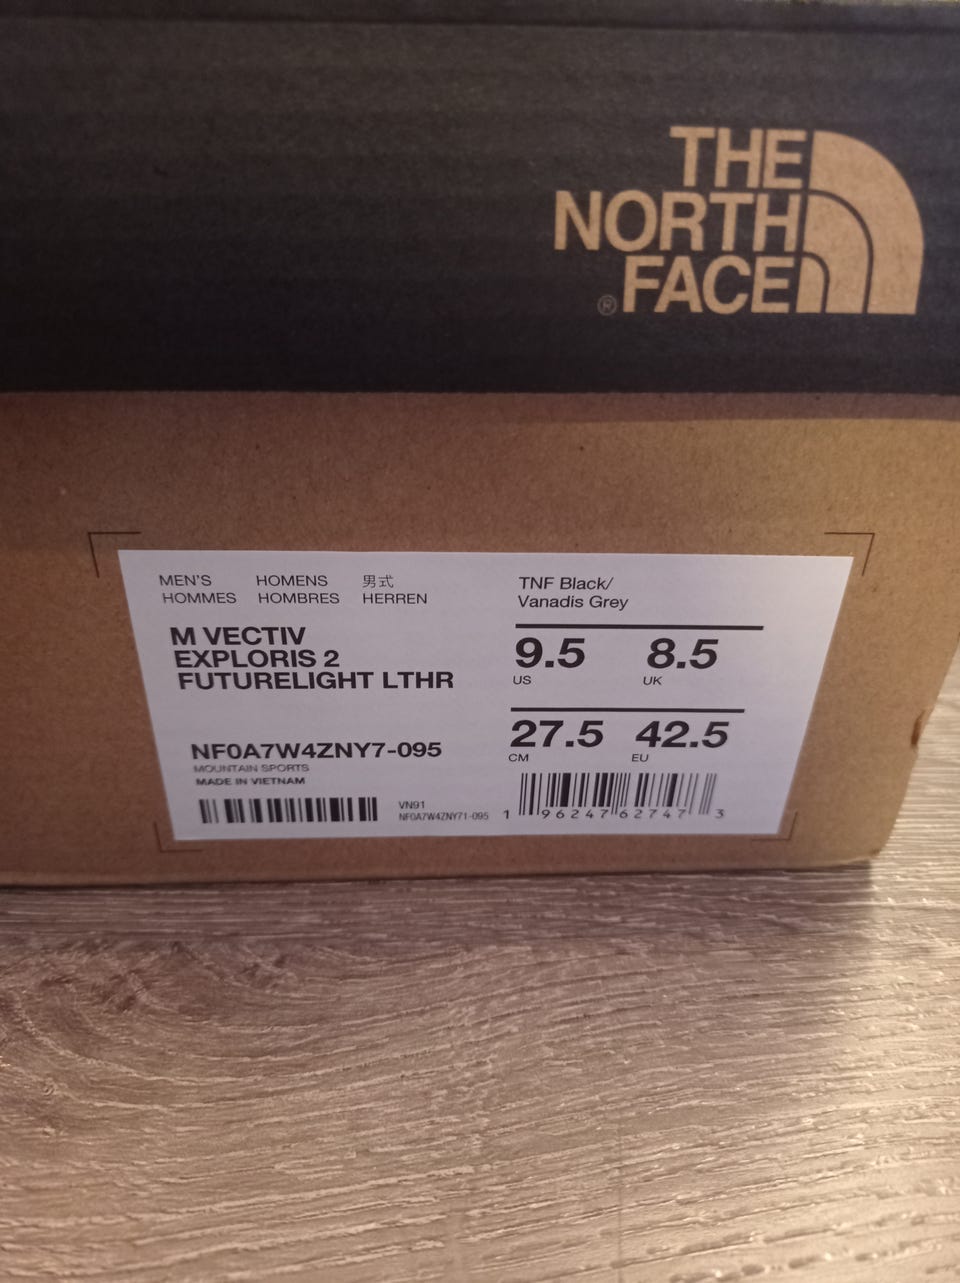 THE
NORTH
FACE
®
MEN'S HOMENS 男式
HOMMES HOMBRES HERREN
M VECTIV
EXPLORIS 2
FUTURELIGHT LTHR
NF0A7W4ZNY7-095
MOUNTAIN SPORTS
MADE IN VIETNAM
VN91
NF0A7W4ZNY71-095
TNF Black/
Vanadis Grey
9.5 8.5
US UK
27.5 42.5
CM EU
1 96247 62747 3